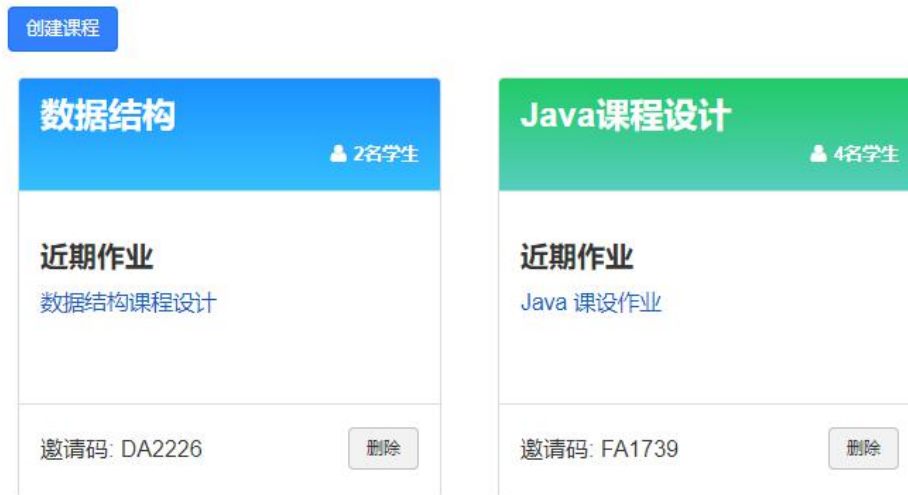 创建课程
数据结构
2名学生
近期作业
数据结构课程设计
邀请码: DA2226
删除
Java课程设计
4名学生
近期作业
Java 课设作业
邀请码: FA1739
删除